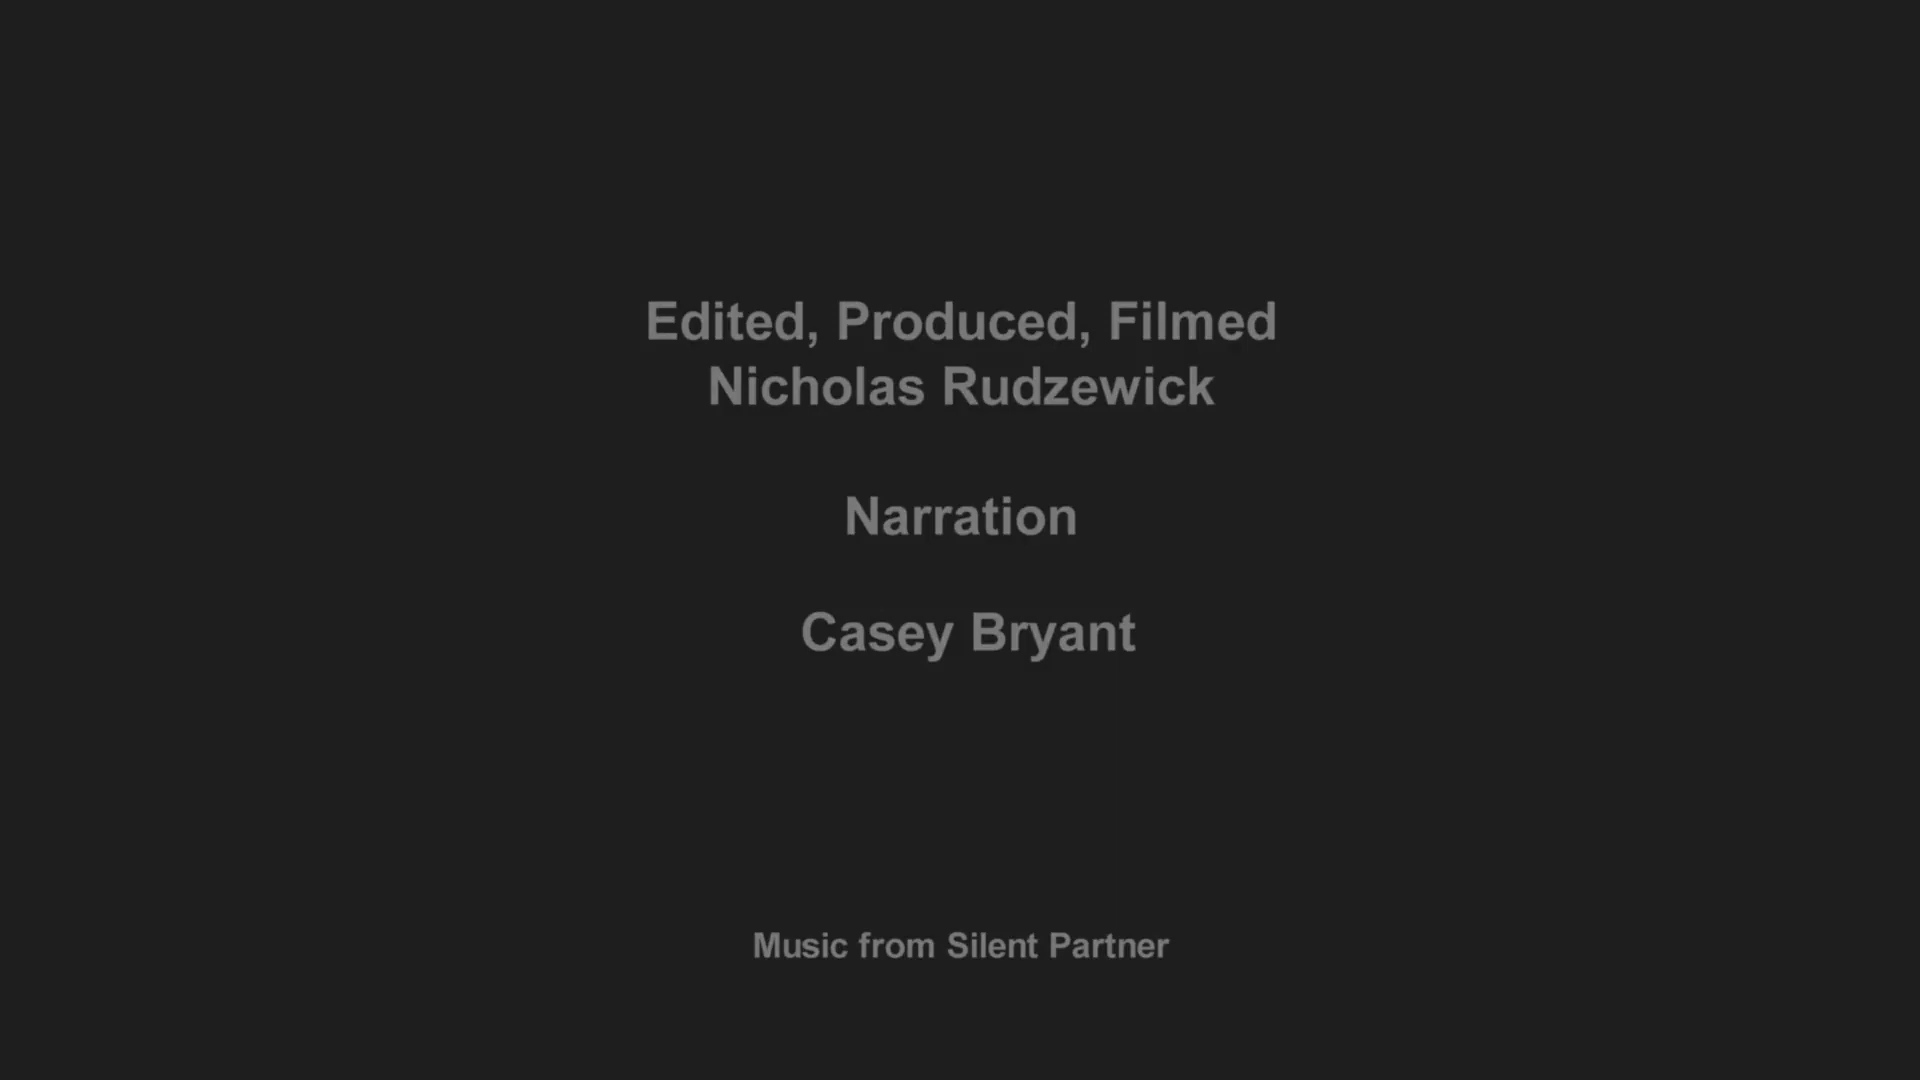 Edited, Produced, Filmed
Nicholas Rudzewick
Narration
Casey Bryant
Music from Silent Partner